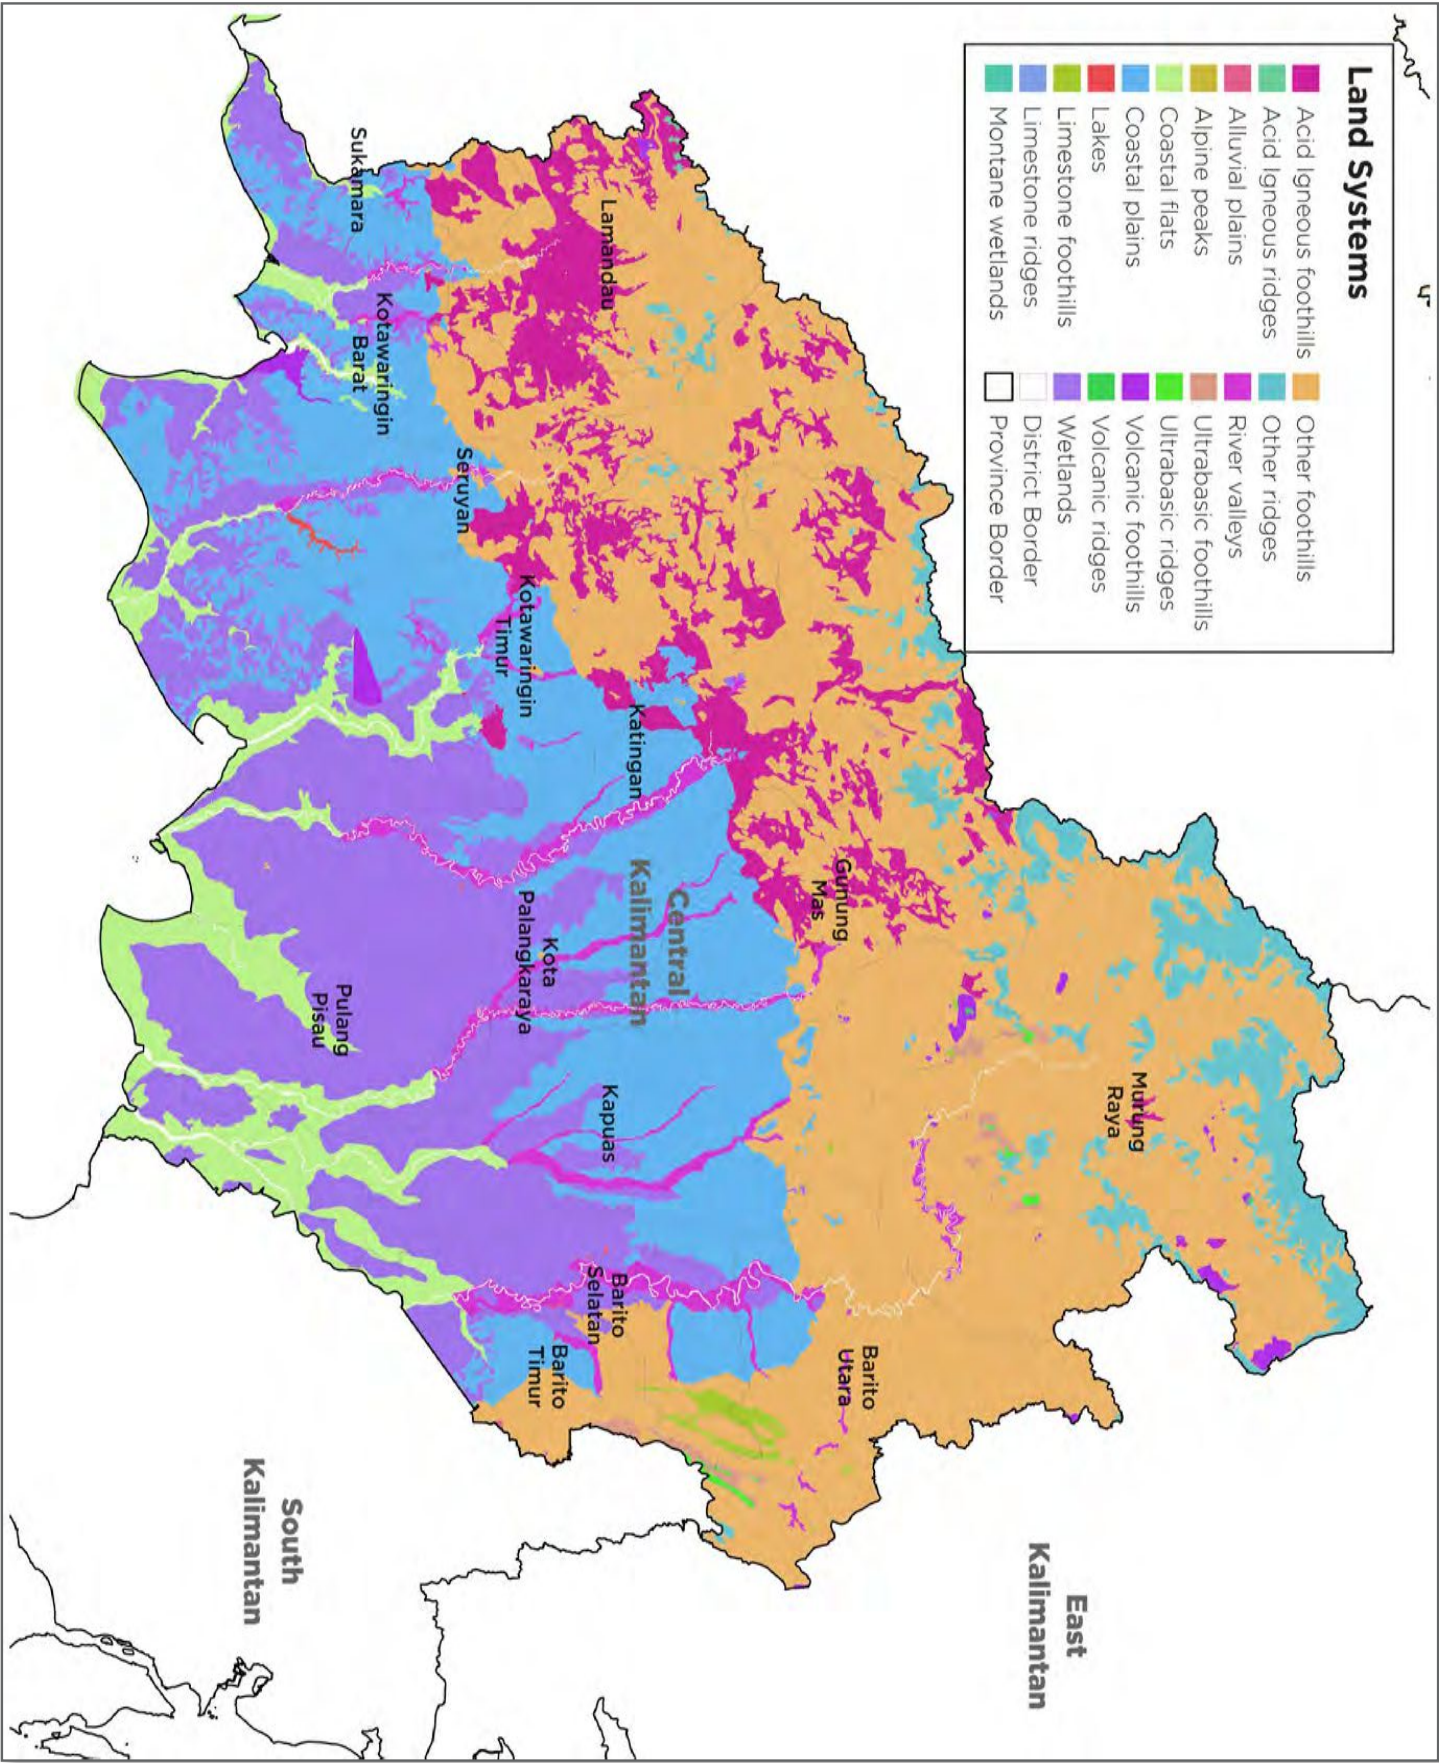 Land Systems
Acid Igneous foothills
Acid Igneous ridges
Alluvial plains
Alpine peaks
Coastal flats
Coastal plains
Lakes
Limestone foothills
Limestone ridges
Montane wetlands
Other foothills
Other ridges
River valleys
Ultrabasic foothills
Ultrabasic ridges
Volcanic foothills
Volcanic ridges
Wetlands
District Border
Province Border
Murung
Raya
East
Kalimantan
Barito
Utara
Gunung
Mas
Central
Kalimantan
Katingan
Lamandau
Kapuas
Barito
Selatan
Barito
Timur
Kota
Palangkaraya
Kotawaringin
Timur
Seruyan
Kotawaringin
Barat
Sukamara
Pulang
Pisau
South
Kalimantan